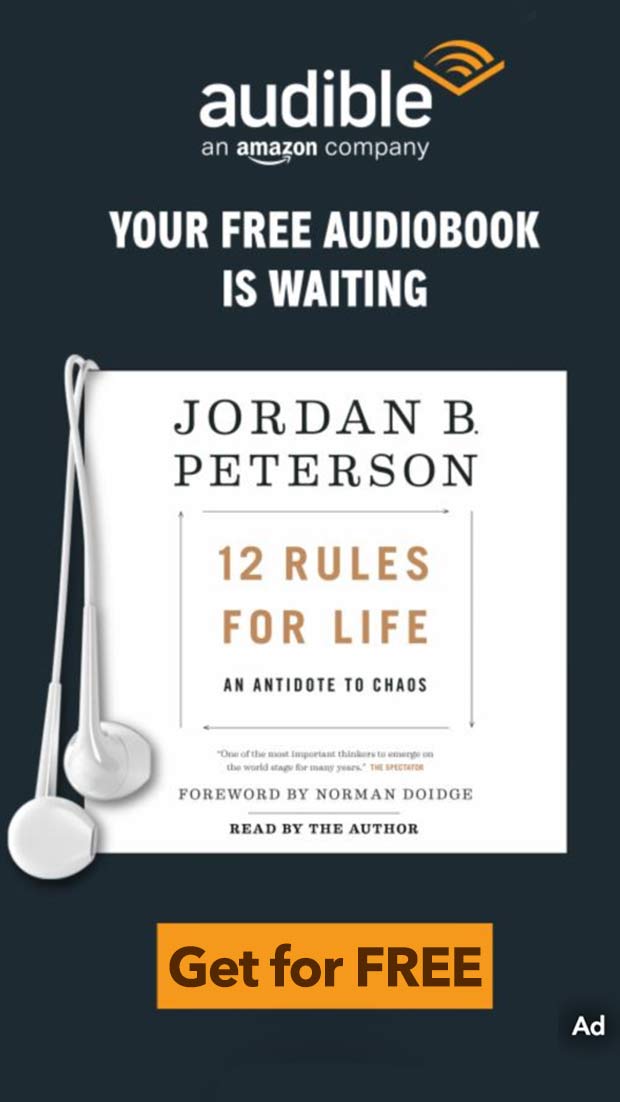 audible
an amazon company
YOUR FREE AUDIOBOOK
IS WAITING
JORDAN B.
PETERSON
12 RULES
FOR LIFE
AN ANTIDOTE TO CHAOS
"One of the most important thinkers to emerge on
the world stage for many years." THE SPECTATOR
FOREWORD BY NORMAN DOIDGE
READ BY THE AUTHOR
Get for FREE
Ad